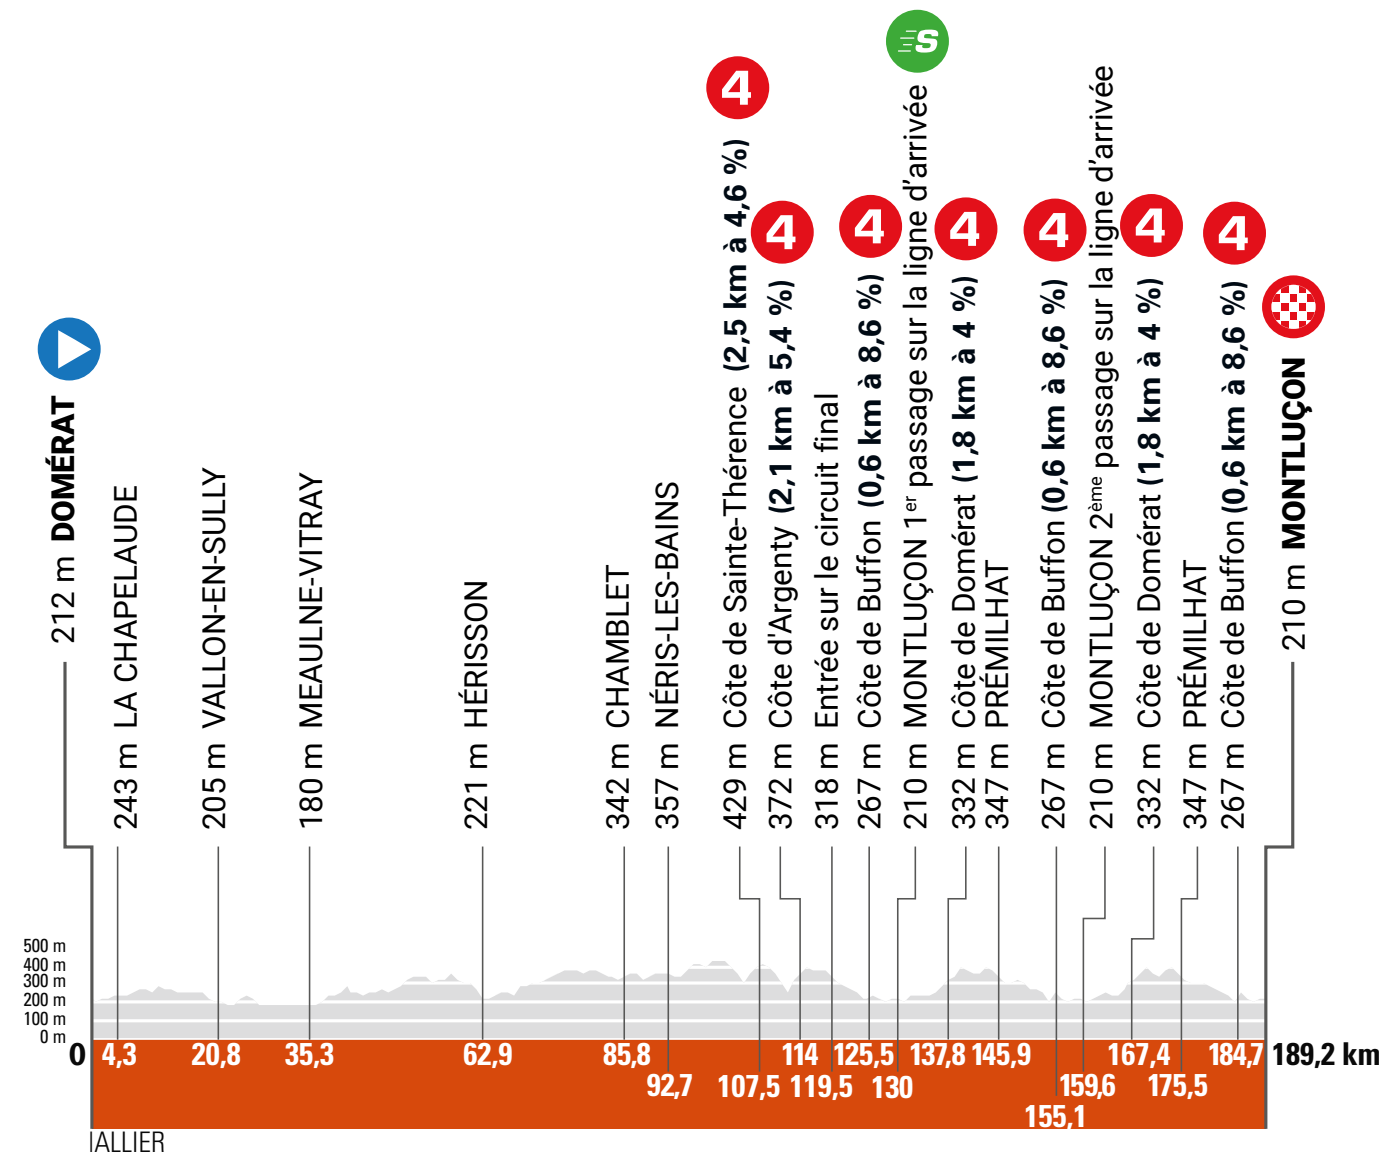 S
4
4
4
4
4
4
4
212 m DOMÉRAT
243 m LA CHAPELAUDE
205 m VALLON-EN-SULLY
180 m MEAULNE-VITRAY
221 m HÉRISSON
342 m CHAMBLET
357 m NÉRIS-LES-BAINS
429 m Côte de Sainte-Thérence (2,5 km à 4,6 %)
372 m Côte d'Argenty (2,1 km à 5,4 %)
318 m Entrée sur le circuit final
267 m Côte de Buffon (0,6 km à 8,6 %)
210 m MONTLUÇON 1er passage sur la ligne d'arrivée
332 m Côte de Domérat (1,8 km à 4 %)
347 m PRÉMILHAT
267 m Côte de Buffon (0,6 km à 8,6 %)
210 m MONTLUÇON 2ème passage sur la ligne d'arrivée
332 m Côte de Domérat (1,8 km à 4 %)
347 m PRÉMILHAT
267 m Côte de Buffon (0,6 km à 8,6 %)
210 m MONTLUÇON
500 m
400 m
300 m
200 m
100 m
0 m
0 4,3 20,8 35,3 62,9 85,8 114 125,5 137,8 145,9 167,4 184,7 189,2 km
92,7 107,5 119,5 130 159,6 175,5
155,1
ALLIER